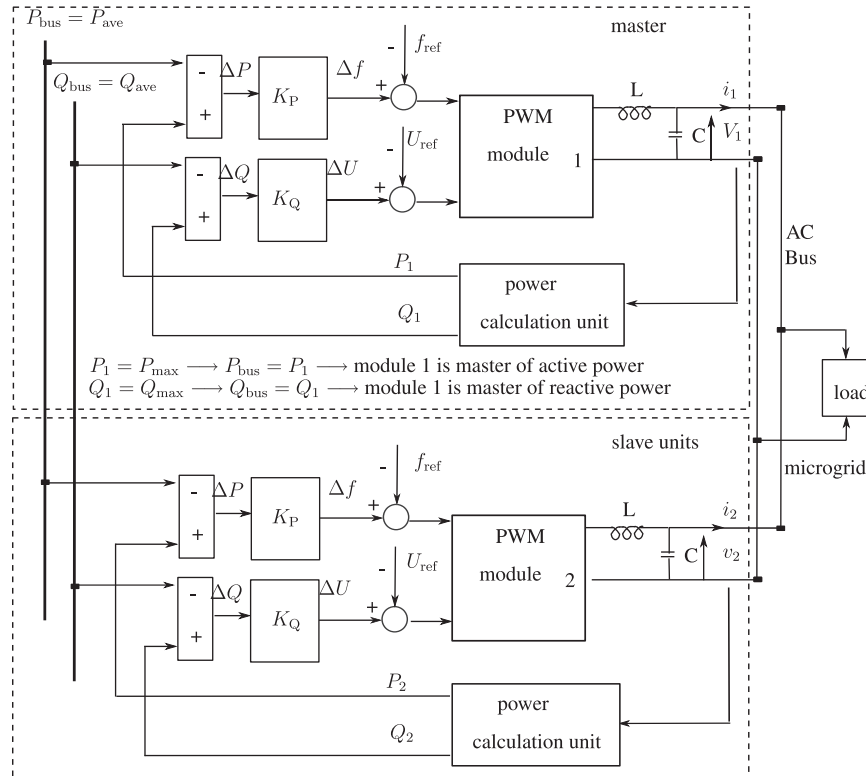 P_bus = P_ave
master
Q_bus = Q_ave
-
+
ΔP
K_P
Δf
-
f_ref
+
-
+
ΔQ
K_Q
ΔU
-
U_ref
+
PWM
module
1
L
C
i_1
V_1
AC
Bus
P_1
Q_1
power
calculation unit
P_1 = P_max → P_bus = P_1 → module 1 is master of active power
Q_1 = Q_max → Q_bus = Q_1 → module 1 is master of reactive power
load
microgrid
slave units
-
+
ΔP
K_P
Δf
-
f_ref
+
-
+
ΔQ
K_Q
ΔU
-
U_ref
+
PWM
module
2
L
C
i_2
v_2
P_2
Q_2
power
calculation unit